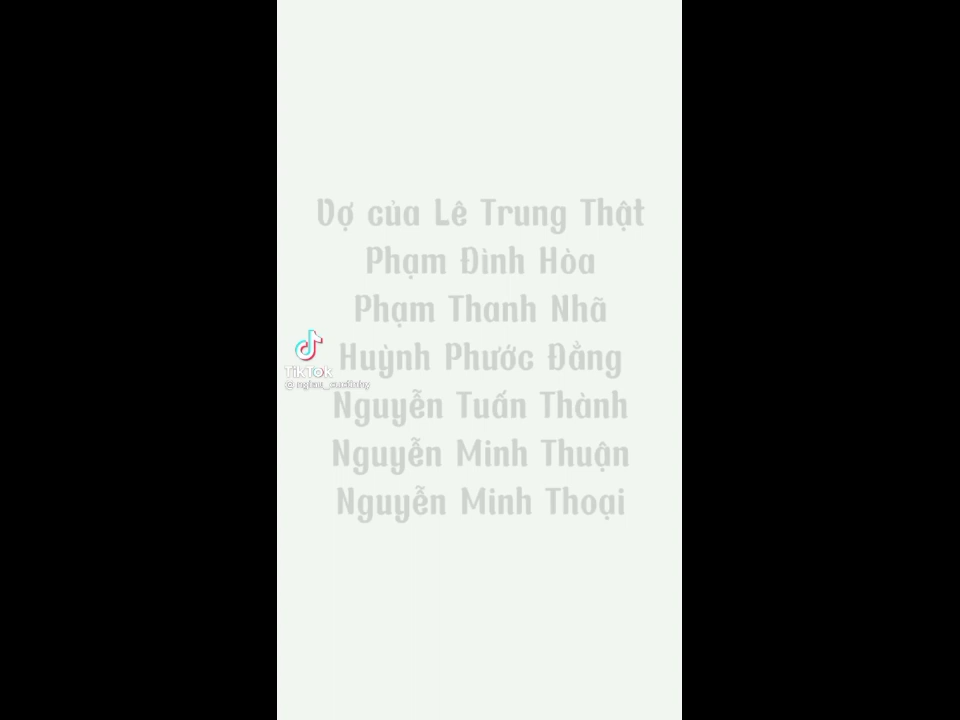 Vợ của Lê Trung Thật
Phạm Đình Hòa
Phạm Thanh Nhã
Huỳnh Phước Đằng
Nguyễn Tuấn Thành
Nguyễn Minh Thuận
Nguyễn Minh Thoại
TikTok